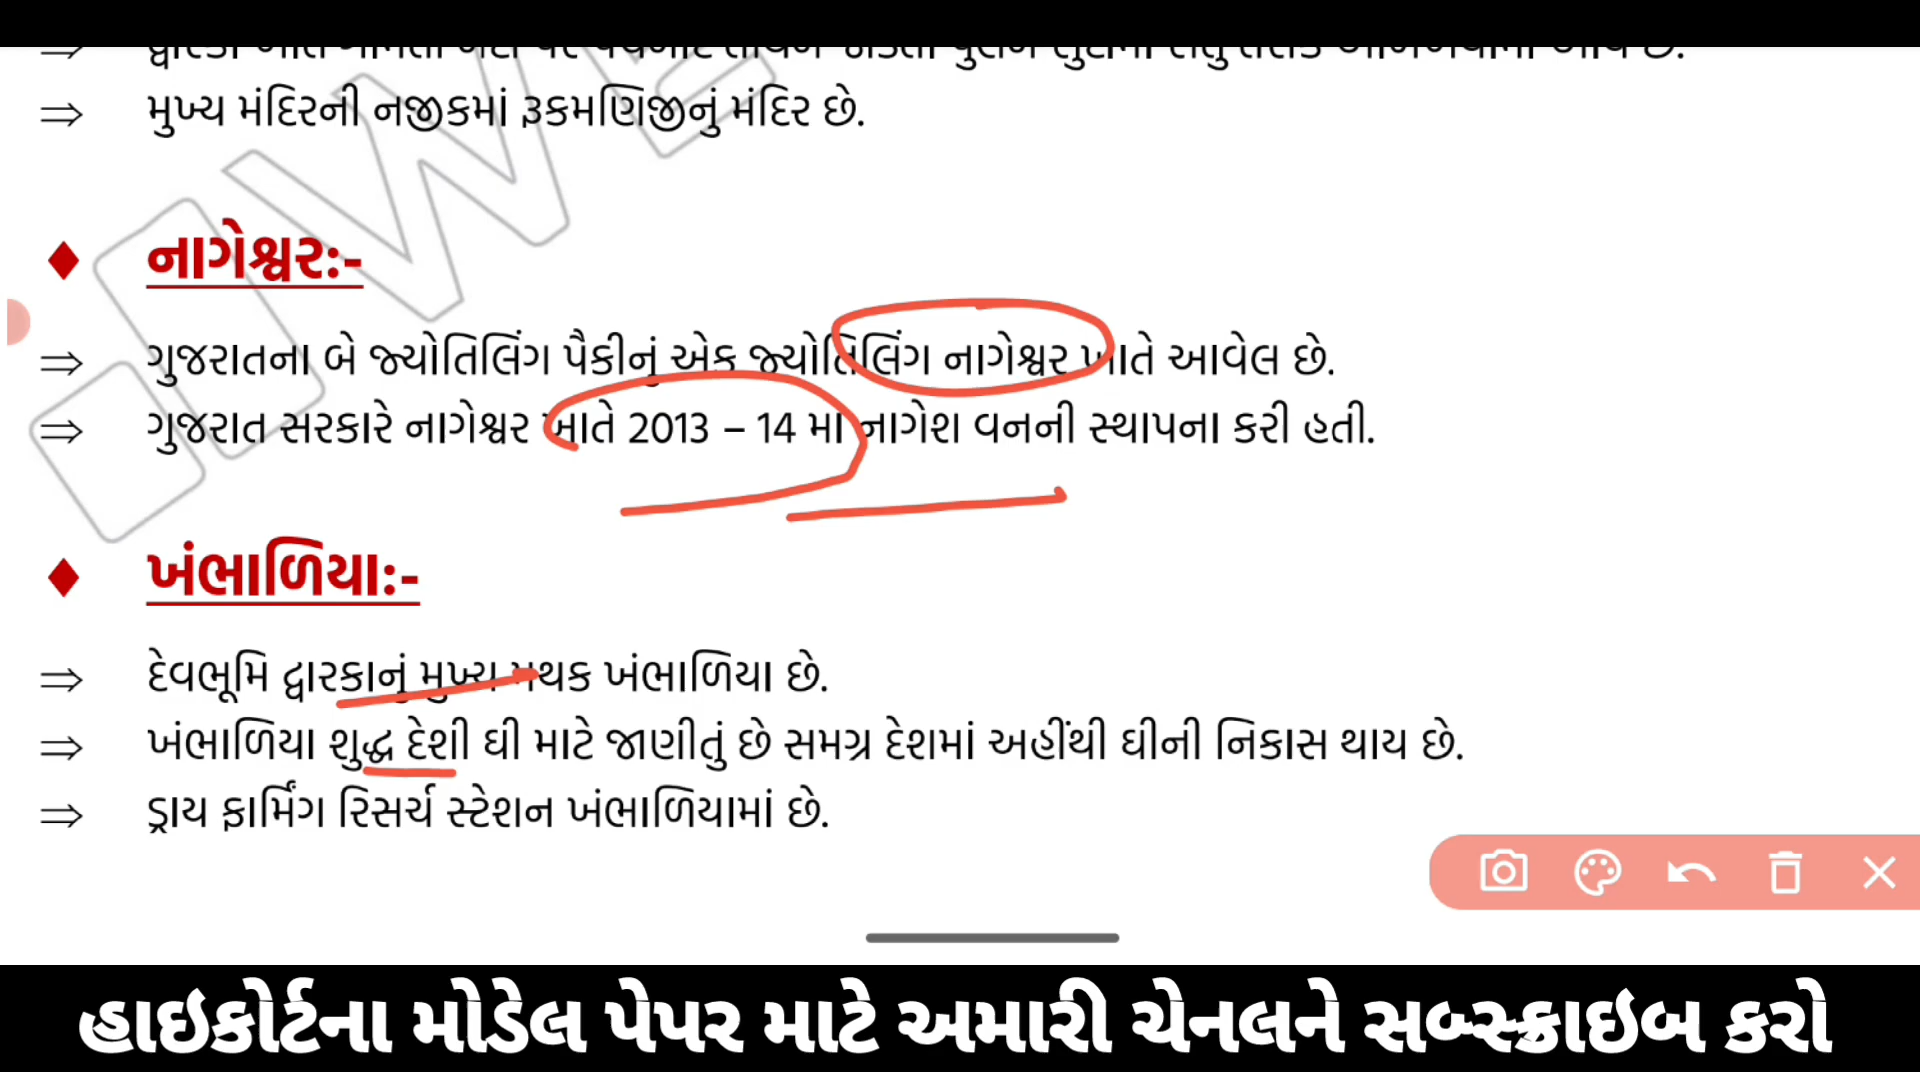 ⇒ મુખ્ય મંદિરની નજીકમાં રૂકમણિજીનું મંદિર છે.
♦ નાગેશ્વર:-
⇒ ગુજરાતના બે જ્યોતિલિંગ પૈકીનું એક જ્યોતિલિંગ નાગેશ્વર ખાતે આવેલ છે.
⇒ ગુજરાત સરકારે નાગેશ્વર ખાતે 2013 – 14 માં નાગેશ વનની સ્થાપના કરી હતી.
♦ ખંભાળિયા:-
⇒ દેવભૂમિ દ્વારકાનું મુખ્ય મથક ખંભાળિયા છે.
⇒ ખંભાળિયા શુદ્ધ દેશી ઘી માટે જાણીતું છે સમગ્ર દેશમાં અહીંથી ઘીની નિકાસ થાય છે.
⇒ ડ્રાય ફાર્મિંગ રિસર્ચ સ્ટેશન ખંભાળિયામાં છે.
હાઇકોર્ટના મોડેલ પેપર માટે અમારી ચેનલને સબ્સ્ક્રાઇબ કરો